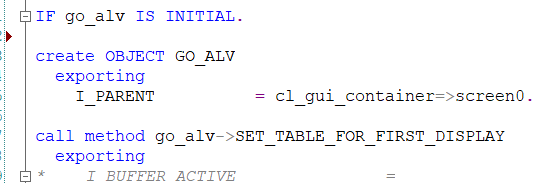 IF go_alv IS INITIAL.
create OBJECT GO_ALV
exporting
I_PARENT = cl_gui_container=>screen0.
call method go_alv->SET_TABLE_FOR_FIRST_DISPLAY
exporting
* I_BUFFER_ACTIVE =